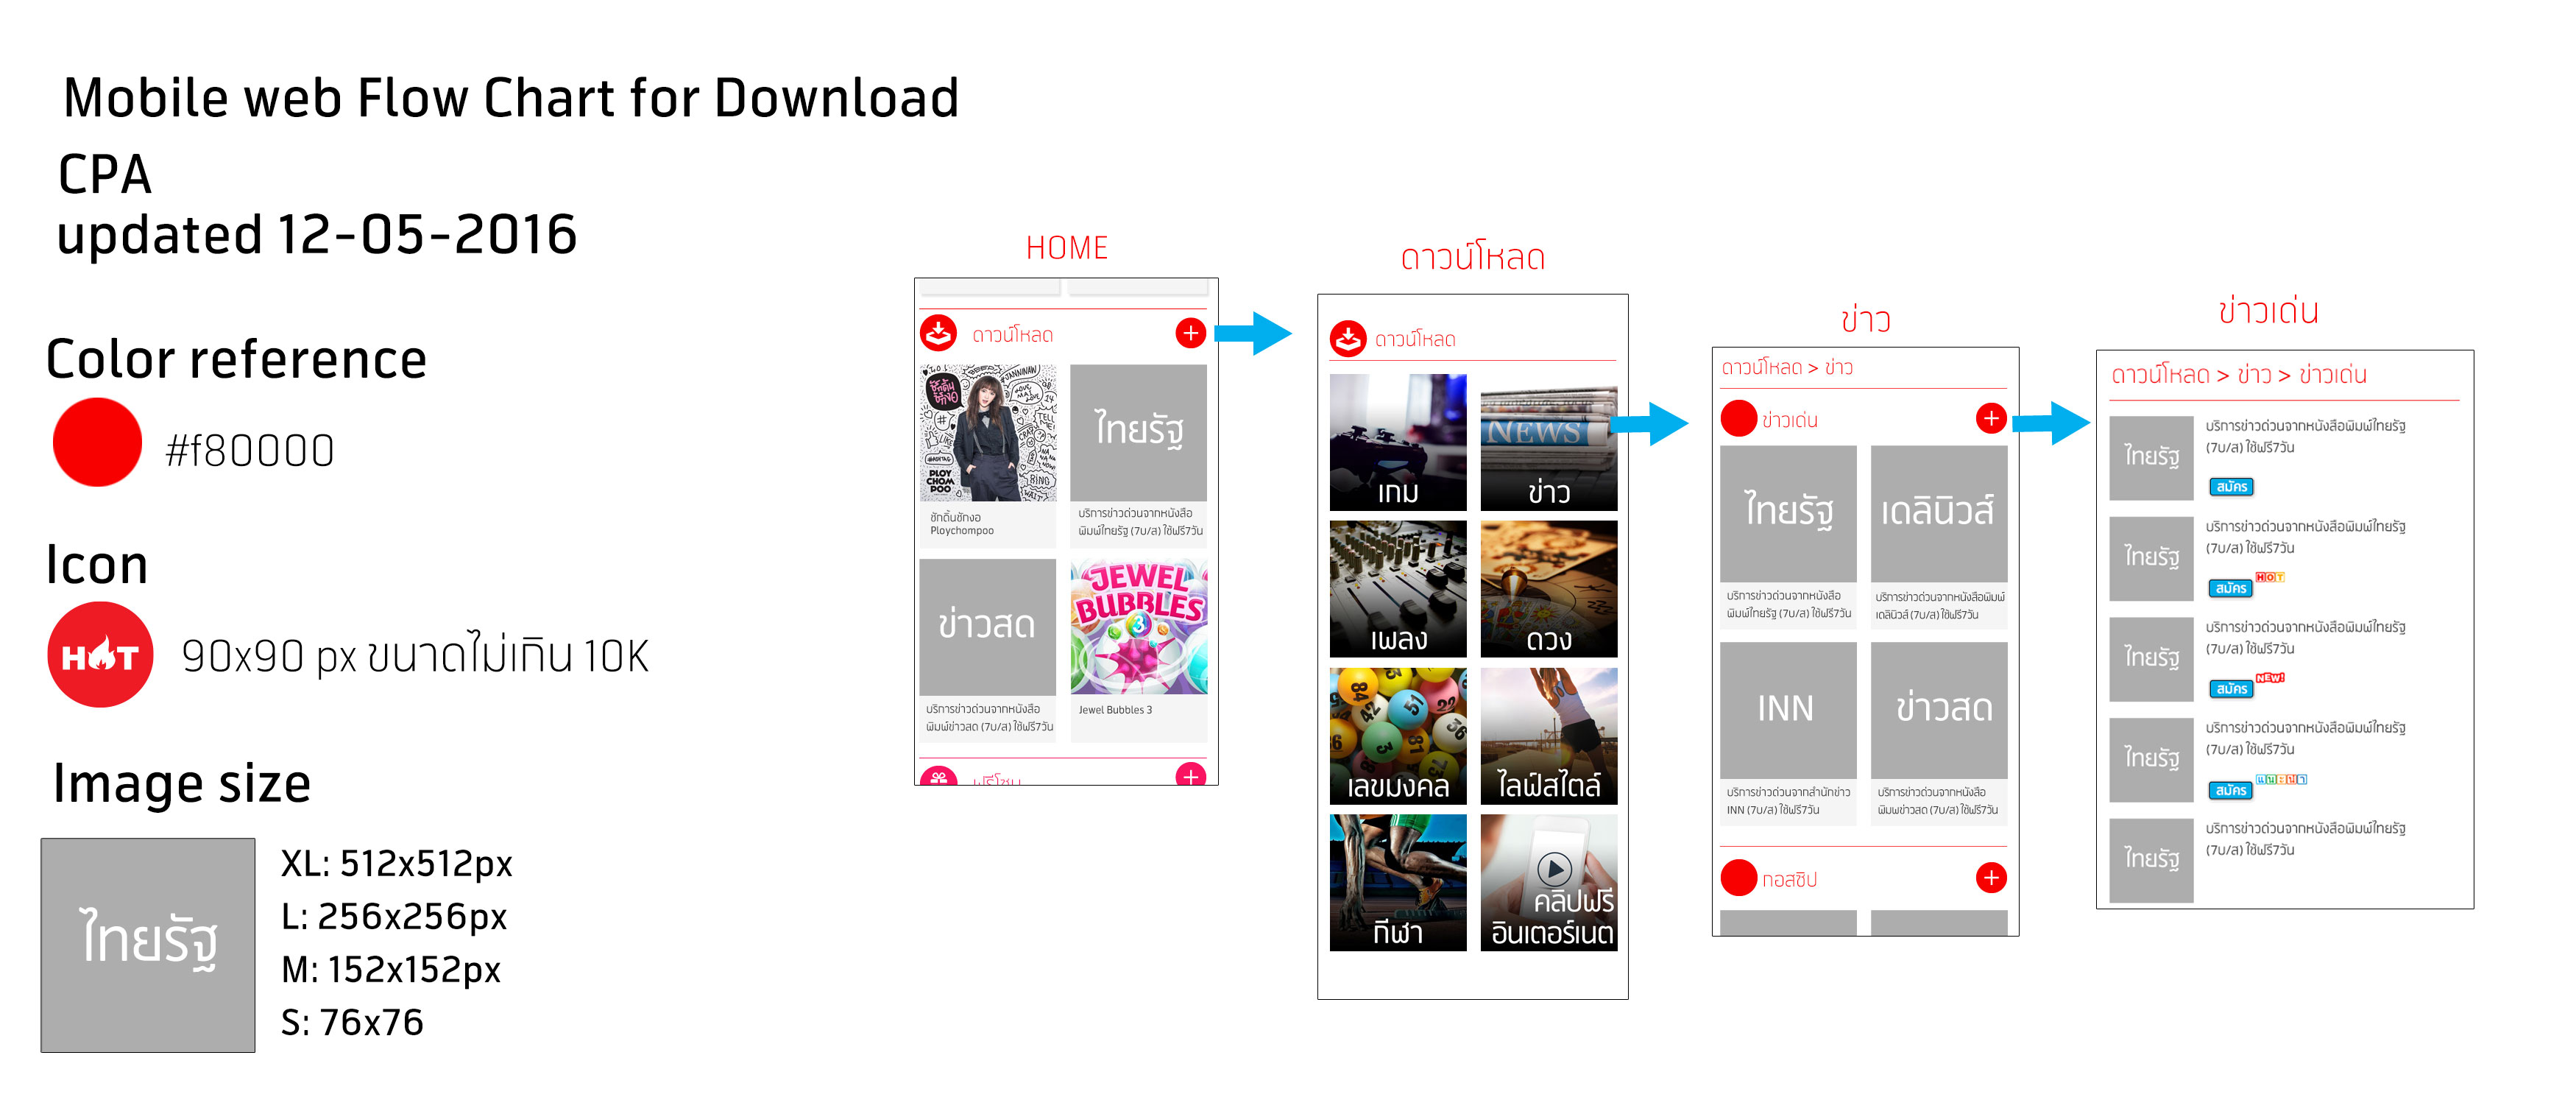 Mobile web Flow Chart for Download
CPA
updated 12-05-2016
Color reference
#f80000
Icon
HOT
90x90 px ขนาดไม่เกิน 10K
Image size
ไทยรัฐ
XL: 512x512px
L: 256x256px
M: 152x152px
S: 76x76
HOME
ดาวน์โหลด
ซักดิ้นซักงอ
PLOY
CHOM
POO
ไทยรัฐ
ซักดิ้นซักงอ
Ploychompoo
บริการข่าวด่วนจากหนังสือ
พิมพ์ไทยรัฐ (7บ/ส) ใช้ฟรี7วัน
ข่าวสด
JEWEL
BUBBLES
3
บริการข่าวด่วนจากหนังสือ
พิมพ์ข่าวสด (7บ/ส) ใช้ฟรี7วัน
Jewel Bubbles 3
ฟรีโซน
ดาวน์โหลด
ดาวน์โหลด
เกม
NEWS
ข่าว
เพลง
ดวง
เลขมงคล
ไลฟ์สไตล์
กีฬา
คลิปฟรี
อินเตอร์เนต
ข่าว
ดาวน์โหลด > ข่าว
ข่าวเด่น
ไทยรัฐ
เดลินิวส์
บริการข่าวด่วนจากหนังสือ
พิมพ์ไทยรัฐ (7บ/ส) ใช้ฟรี7วัน
บริการข่าวด่วนจากหนังสือพิมพ์
เดลินิวส์ (7บ/ส) ใช้ฟรี7วัน
INN
ข่าวสด
บริการข่าวด่วนจากสำนักข่าว
INN (7บ/ส) ใช้ฟรี7วัน
บริการข่าวด่วนจากหนังสือ
พิมพข่าวสด (7บ/ส) ใช้ฟรี7วัน
กอสซิป
ข่าวเด่น
ดาวน์โหลด > ข่าว > ข่าวเด่น
ไทยรัฐ
บริการข่าวด่วนจากหนังสือพิมพ์ไทยรัฐ
(7บ/ส) ใช้ฟรี7วัน
สมัคร
ไทยรัฐ
บริการข่าวด่วนจากหนังสือพิมพ์ไทยรัฐ
(7บ/ส) ใช้ฟรี7วัน
สมัคร HOT
ไทยรัฐ
บริการข่าวด่วนจากหนังสือพิมพ์ไทยรัฐ
(7บ/ส) ใช้ฟรี7วัน
สมัคร NEW!
ไทยรัฐ
บริการข่าวด่วนจากหนังสือพิมพ์ไทยรัฐ
(7บ/ส) ใช้ฟรี7วัน
สมัคร แนะนำ
ไทยรัฐ
บริการข่าวด่วนจากหนังสือพิมพ์ไทยรัฐ
(7บ/ส) ใช้ฟรี7วัน